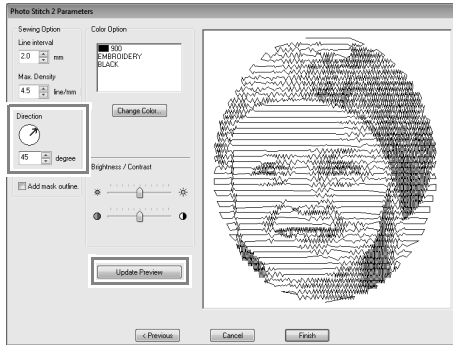 Photo Stitch 2 Parameters
Sewing Option
Line interval
2.0 mm
Max. Density
4.5 line/mm
Direction
45 degree
Add mask outline.
Color Option
900
EMBROIDERY
BLACK
Change Color...
Brightness / Contrast
Update Preview
< Previous
Cancel
Finish